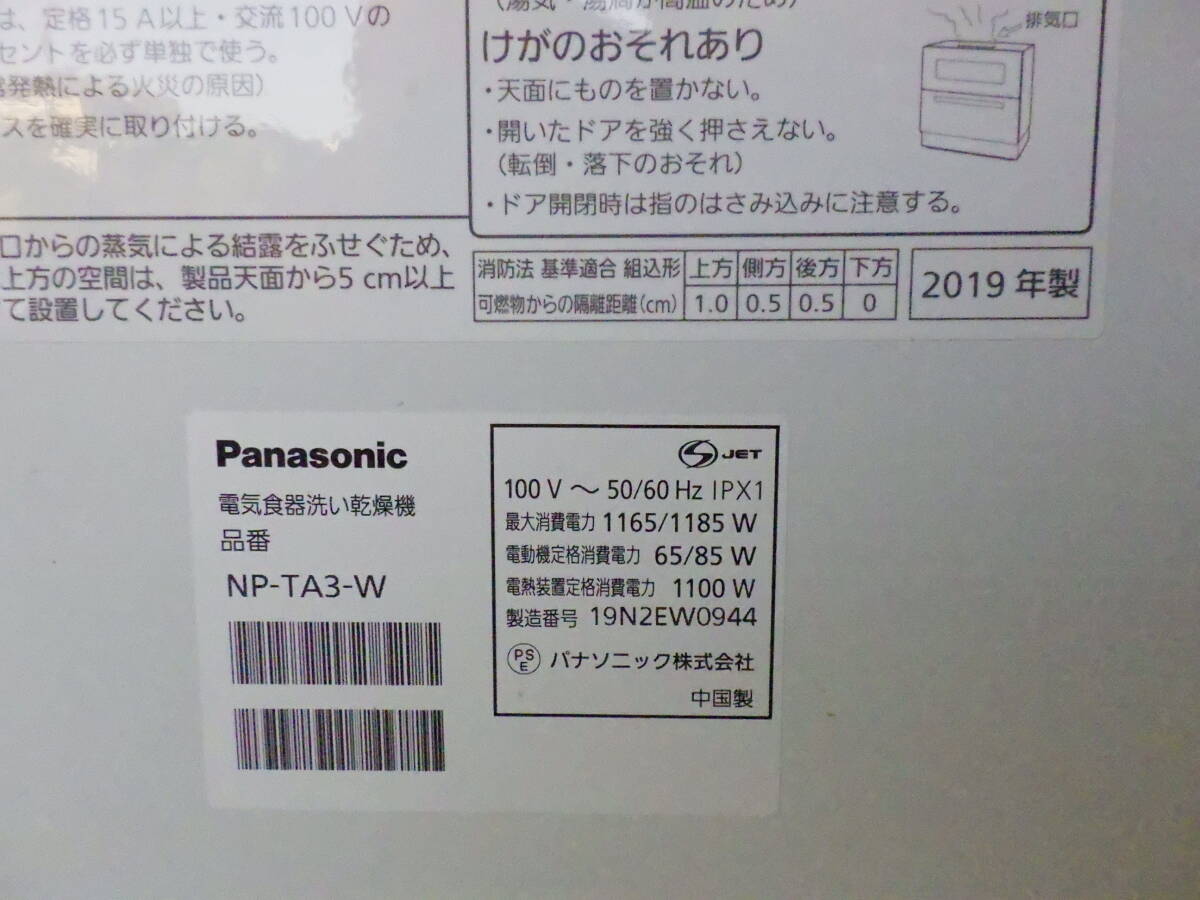 は、定格15A以上・交流100Vの
セントを必ず単独で使う。
発熱による火災の原因)
スを確実に取り付ける。
口からの蒸気による結露をふせぐため、
上方の空間は、製品天面から5 cm以上
て設置してください。
けがのおそれあり
・天面にものを置かない。
・開いたドアを強く押さえない。
(転倒・落下のおそれ)
・ドア開閉時は指のはさみ込みに注意する。
排気口
消防法 基準適合 組込形 上方 側方 後方 下方
可燃物からの隔離距離(cm) 1.0 0.5 0.5 0
2019 年製
Panasonic
電気食器洗い乾燥機
品番
NP-TA3-W
S JET
100 V ～ 50/60 Hz IPX1
最大消費電力 1165/1185 W
電動機定格消費電力 65/85 W
電熱装置定格消費電力 1100 W
製造番号 19N2EW0944
PS E パナソニック株式会社
中国製